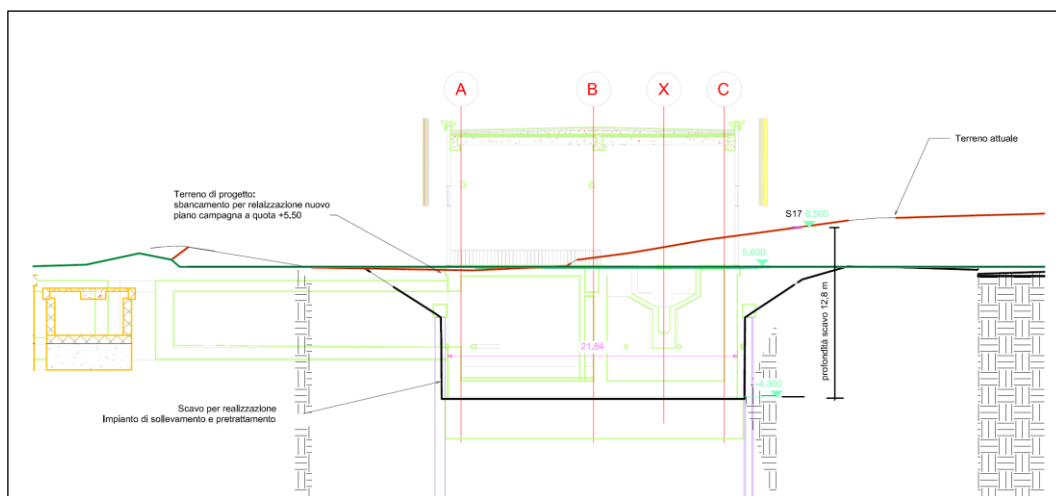 A
B
X
C
Terreno attuale
Terreno di progetto:
sbancamento per relaizzazione nuovo
piano campagna a quota +5.50
S17 8,500
5,600
21,84
profondità scavo 12,8 m
-4,300
Scavo per realizzazione
Impianto di sollevamento e pretrattamento